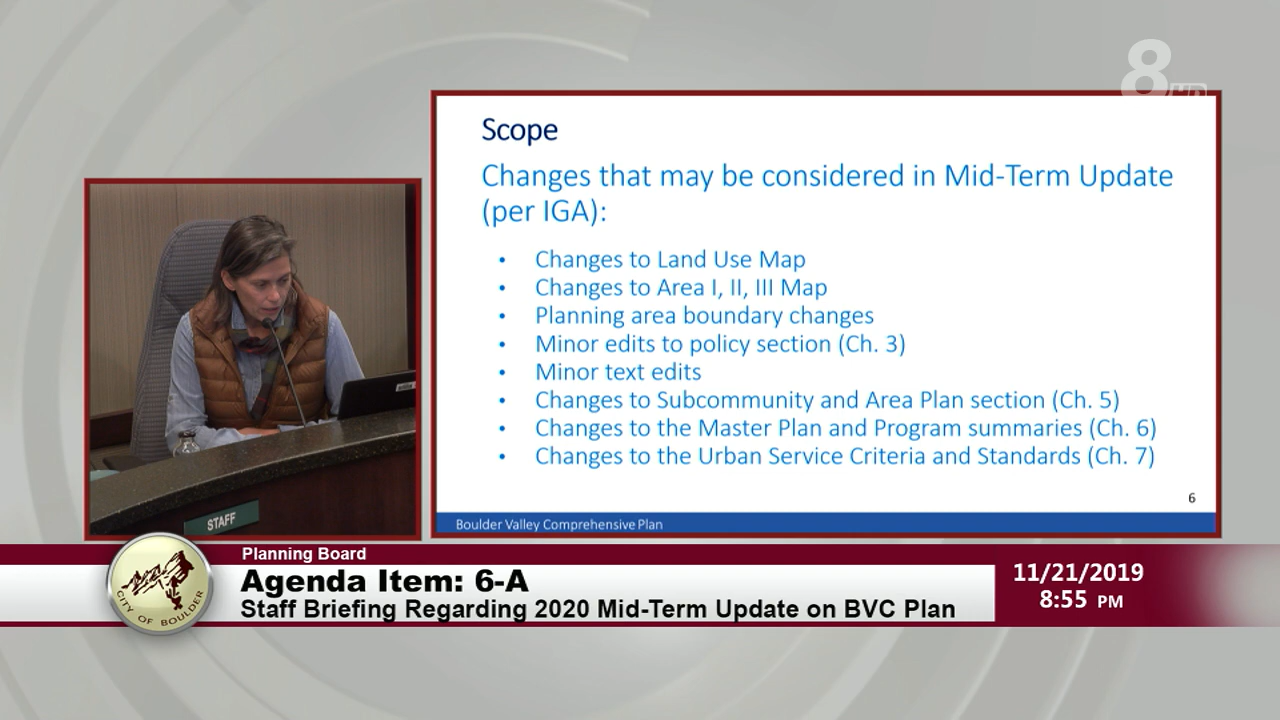 8
HD
Scope
Changes that may be considered in Mid-Term Update
(per IGA):
• Changes to Land Use Map
• Changes to Area I, II, III Map
• Planning area boundary changes
• Minor edits to policy section (Ch. 3)
• Minor text edits
• Changes to Subcommunity and Area Plan section (Ch. 5)
• Changes to the Master Plan and Program summaries (Ch. 6)
• Changes to the Urban Service Criteria and Standards (Ch. 7)
6
Boulder Valley Comprehensive Plan
STAFF
Planning Board
Agenda Item: 6-A
Staff Briefing Regarding 2020 Mid-Term Update on BVC Plan
CITY OF BOULDER
11/21/2019
8:55 PM